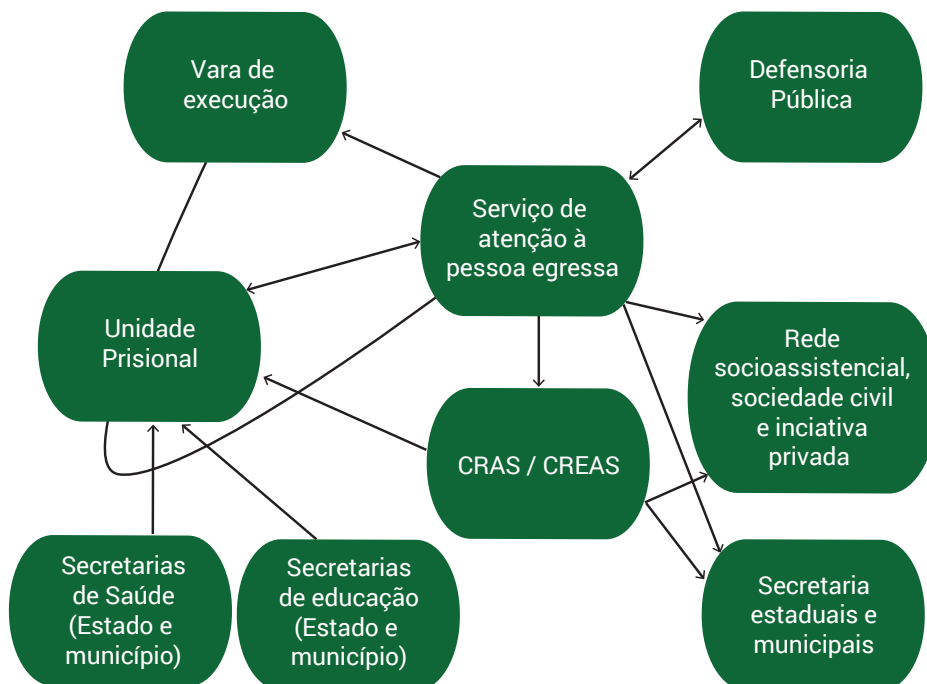 Vara de
execução
Defensoria
Pública
Serviço de
atenção à
pessoa egressa
Unidade
Prisional
Rede
socioassistencial,
sociedade civil
e inciativa
privada
CRAS / CREAS
Secretarias
de Saúde
(Estado e
município)
Secretarias
de educação
(Estado e
município)
Secretaria
estaduais e
municipais